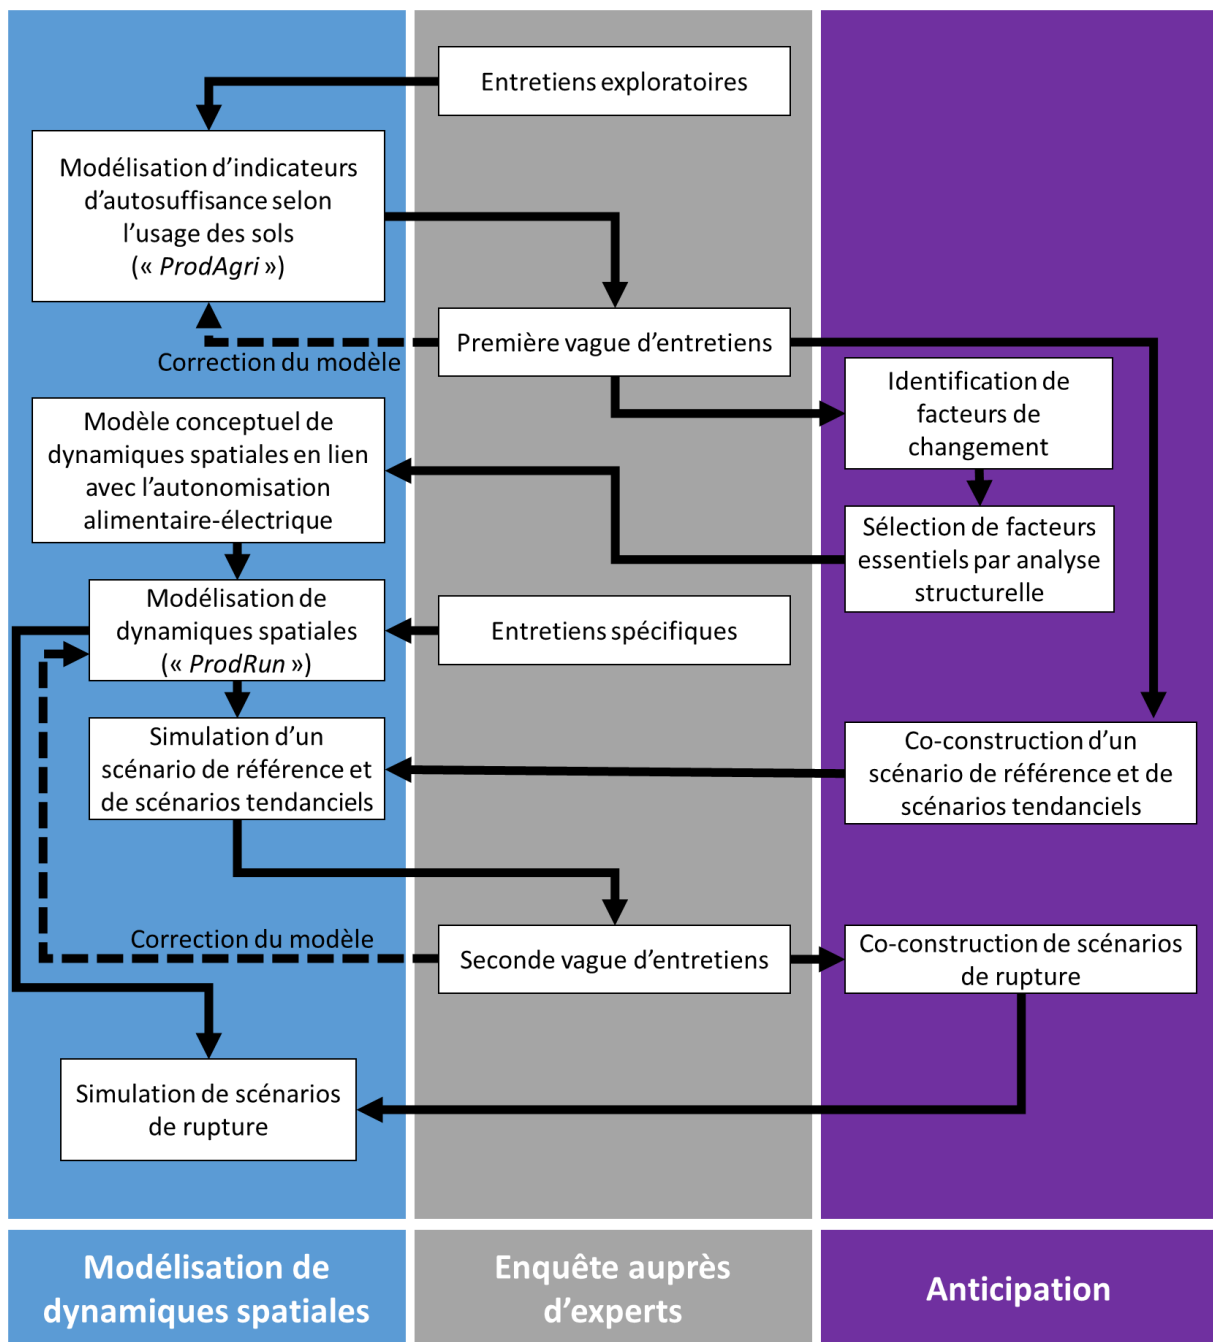 Entretiens exploratoires
Modélisation d’indicateurs
d’autosuffisance selon
l’usage des sols
(« ProdAgri »)
Première vague d’entretiens
Correction du modèle
Identification de
facteurs de
changement
Modèle conceptuel de
dynamiques spatiales en lien
avec l’autonomisation
alimentaire-électrique
Sélection de facteurs
essentiels par analyse
structurelle
Modélisation de
dynamiques spatiales
(« ProdRun »)
Entretiens spécifiques
Simulation d’un
scénario de référence et
de scénarios tendanciels
Co-construction d’un
scénario de référence et de
scénarios tendanciels
Correction du modèle
Seconde vague d’entretiens
Co-construction de scénarios
de rupture
Simulation de scénarios
de rupture
Modélisation de
dynamiques spatiales
Enquête auprès
d’experts
Anticipation